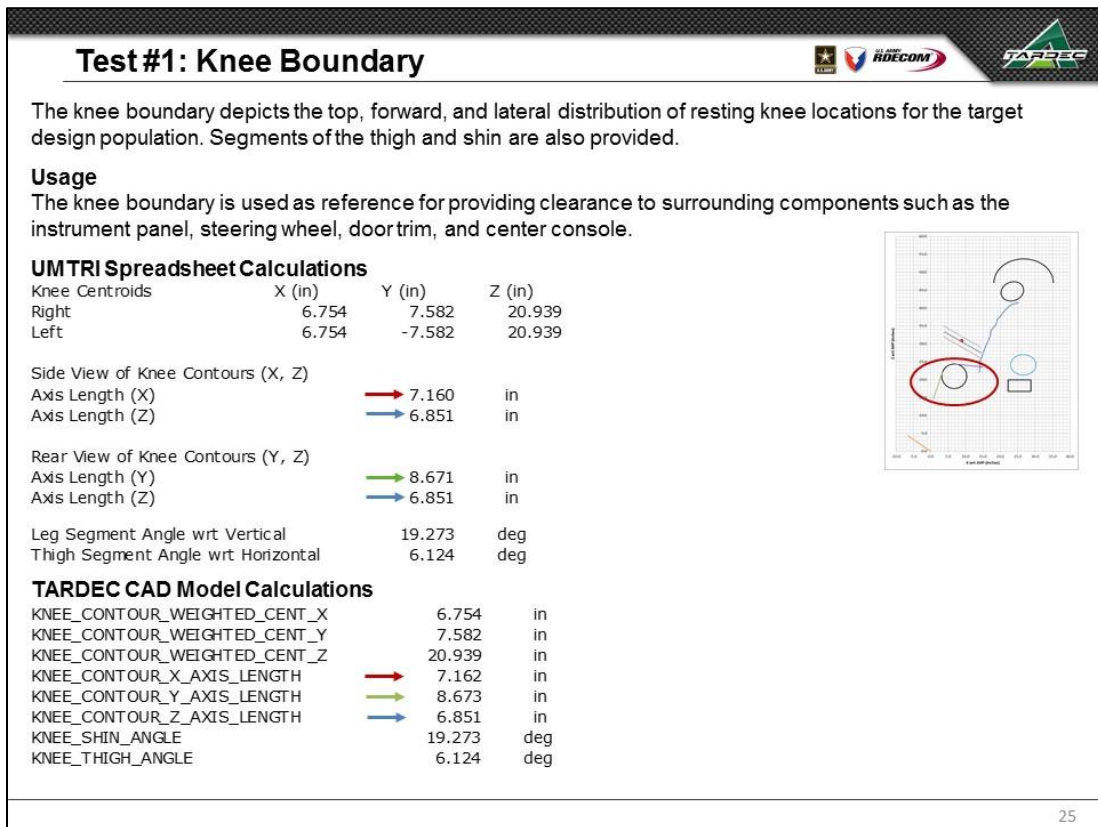 Test #1: Knee Boundary
U.S. ARMY
U.S. ARMY
RDECOM
TARDEC
The knee boundary depicts the top, forward, and lateral distribution of resting knee locations for the target
design population. Segments of the thigh and shin are also provided.
Usage
The knee boundary is used as reference for providing clearance to surrounding components such as the
instrument panel, steering wheel, door trim, and center console.
UMTRI Spreadsheet Calculations
Knee Centroids X (in) Y (in) Z (in)
Right 6.754 7.582 20.939
Left 6.754 -7.582 20.939
Side View of Knee Contours (X, Z)
Axis Length (X) 7.160 in
Axis Length (Z) 6.851 in
Rear View of Knee Contours (Y, Z)
Axis Length (Y) 8.671 in
Axis Length (Z) 6.851 in
Leg Segment Angle wrt Vertical 19.273 deg
Thigh Segment Angle wrt Horizontal 6.124 deg
TARDEC CAD Model Calculations
KNEE_CONTOUR_WEIGHTED_CENT_X 6.754 in
KNEE_CONTOUR_WEIGHTED_CENT_Y 7.582 in
KNEE_CONTOUR_WEIGHTED_CENT_Z 20.939 in
KNEE_CONTOUR_X_AXIS_LENGTH 7.162 in
KNEE_CONTOUR_Y_AXIS_LENGTH 8.673 in
KNEE_CONTOUR_Z_AXIS_LENGTH 6.851 in
KNEE_SHIN_ANGLE 19.273 deg
KNEE_THIGH_ANGLE 6.124 deg
25